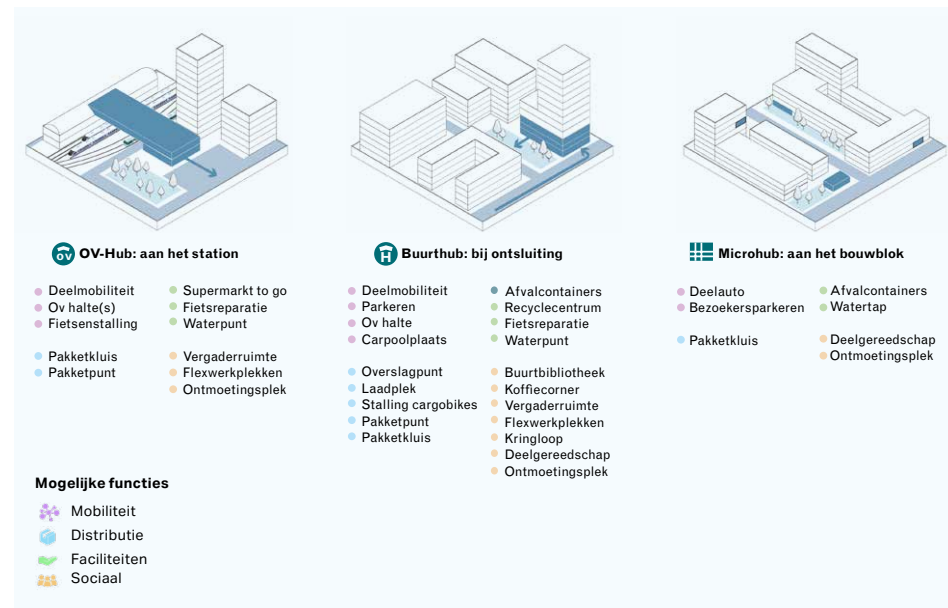 OV
OV-Hub: aan het station
Deelmobiliteit
Ov halte(s)
Fietsenstalling
Pakketkluis
Pakketpunt
Supermarkt to go
Fietsreparatie
Waterpunt
Vergaderruimte
Flexwerkplekken
Ontmoetingsplek
H
Buurthub: bij ontsluiting
Deelmobiliteit
Parkeren
Ov halte
Carpoolplaats
Overslagpunt
Laadplek
Stalling cargobikes
Pakketpunt
Pakketkluis
Afvalcontainers
Recyclecentrum
Fietsreparatie
Waterpunt
Buurtbibliotheek
Koffiecorner
Vergaderruimte
Flexwerkplekken
Kringloop
Deelgereedschap
Ontmoetingsplek
Microhub: aan het bouwblok
Deelauto
Bezoekersparkeren
Pakketkluis
Afvalcontainers
Watertap
Deelgereedschap
Ontmoetingsplek
Mogelijke functies
Mobiliteit
Distributie
Faciliteiten
Sociaal